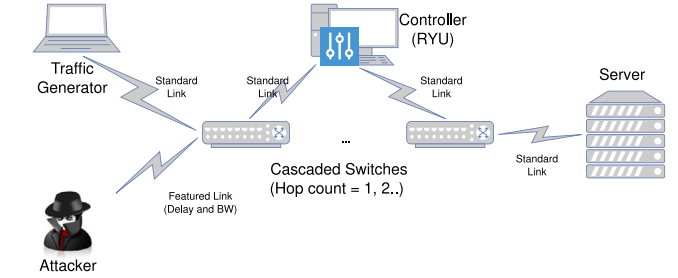 Controller
(RYU)
Traffic
Generator
Standard
Link
Standard
Link
Standard
Link
Server
...
Cascaded Switches
(Hop count = 1, 2..)
Standard
Link
Featured Link
(Delay and BW)
Attacker